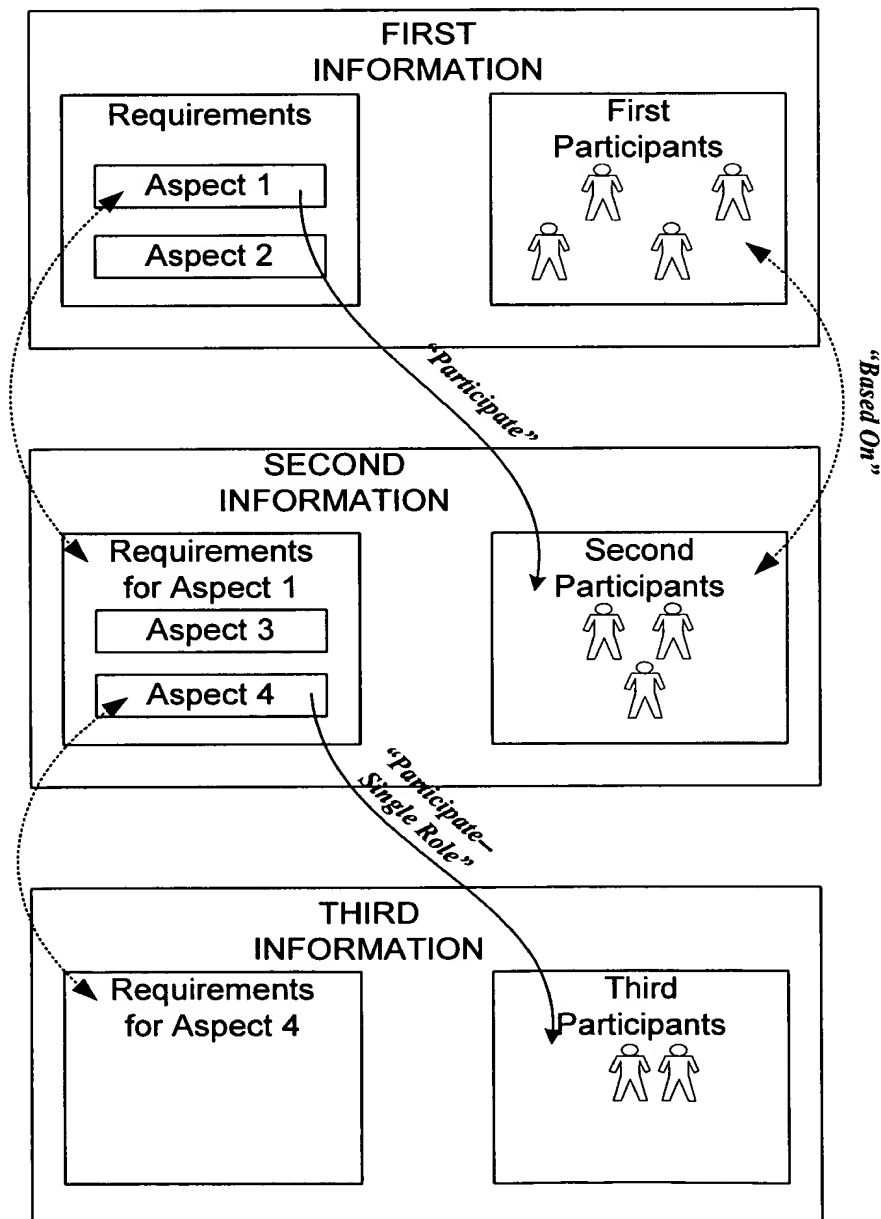 FIRST
INFORMATION
Requirements
Aspect 1
Aspect 2
First
Participants
"Participate"
"Based On"
SECOND
INFORMATION
Requirements
for Aspect 1
Aspect 3
Aspect 4
Second
Participants
"Participate–
Single Role"
THIRD
INFORMATION
Requirements
for Aspect 4
Third
Participants